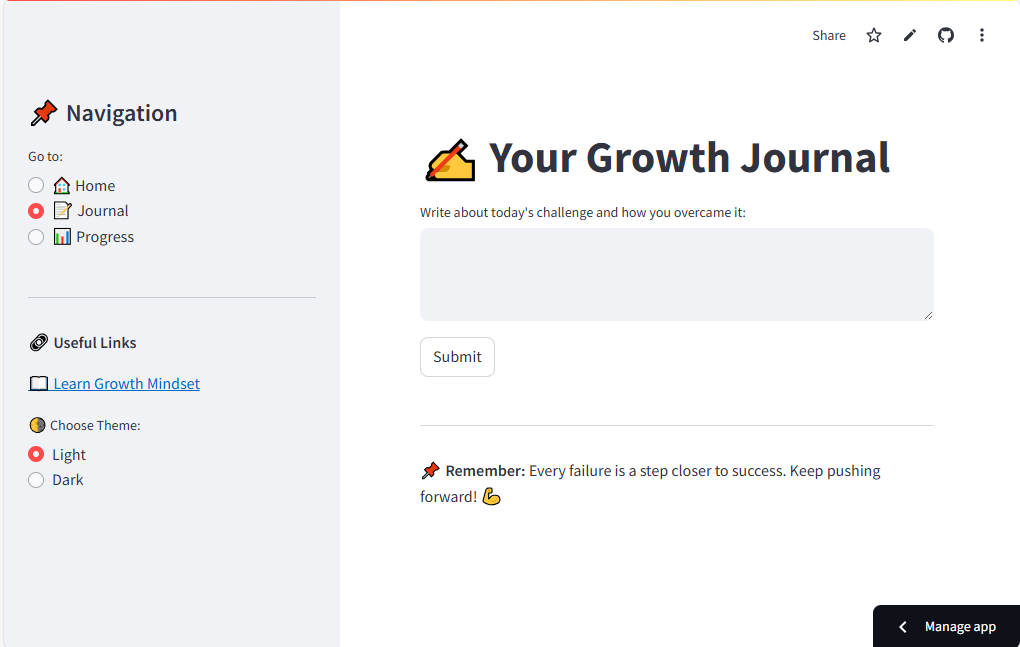 Share
📌 Navigation
Go to:
🏠 Home
📝 Journal
📊 Progress
🔗 Useful Links
📖 Learn Growth Mindset
🌗 Choose Theme:
Light
Dark
✍️ Your Growth Journal
Write about today's challenge and how you overcame it:
Submit
📌 Remember: Every failure is a step closer to success. Keep pushing
forward! 💪
Manage app